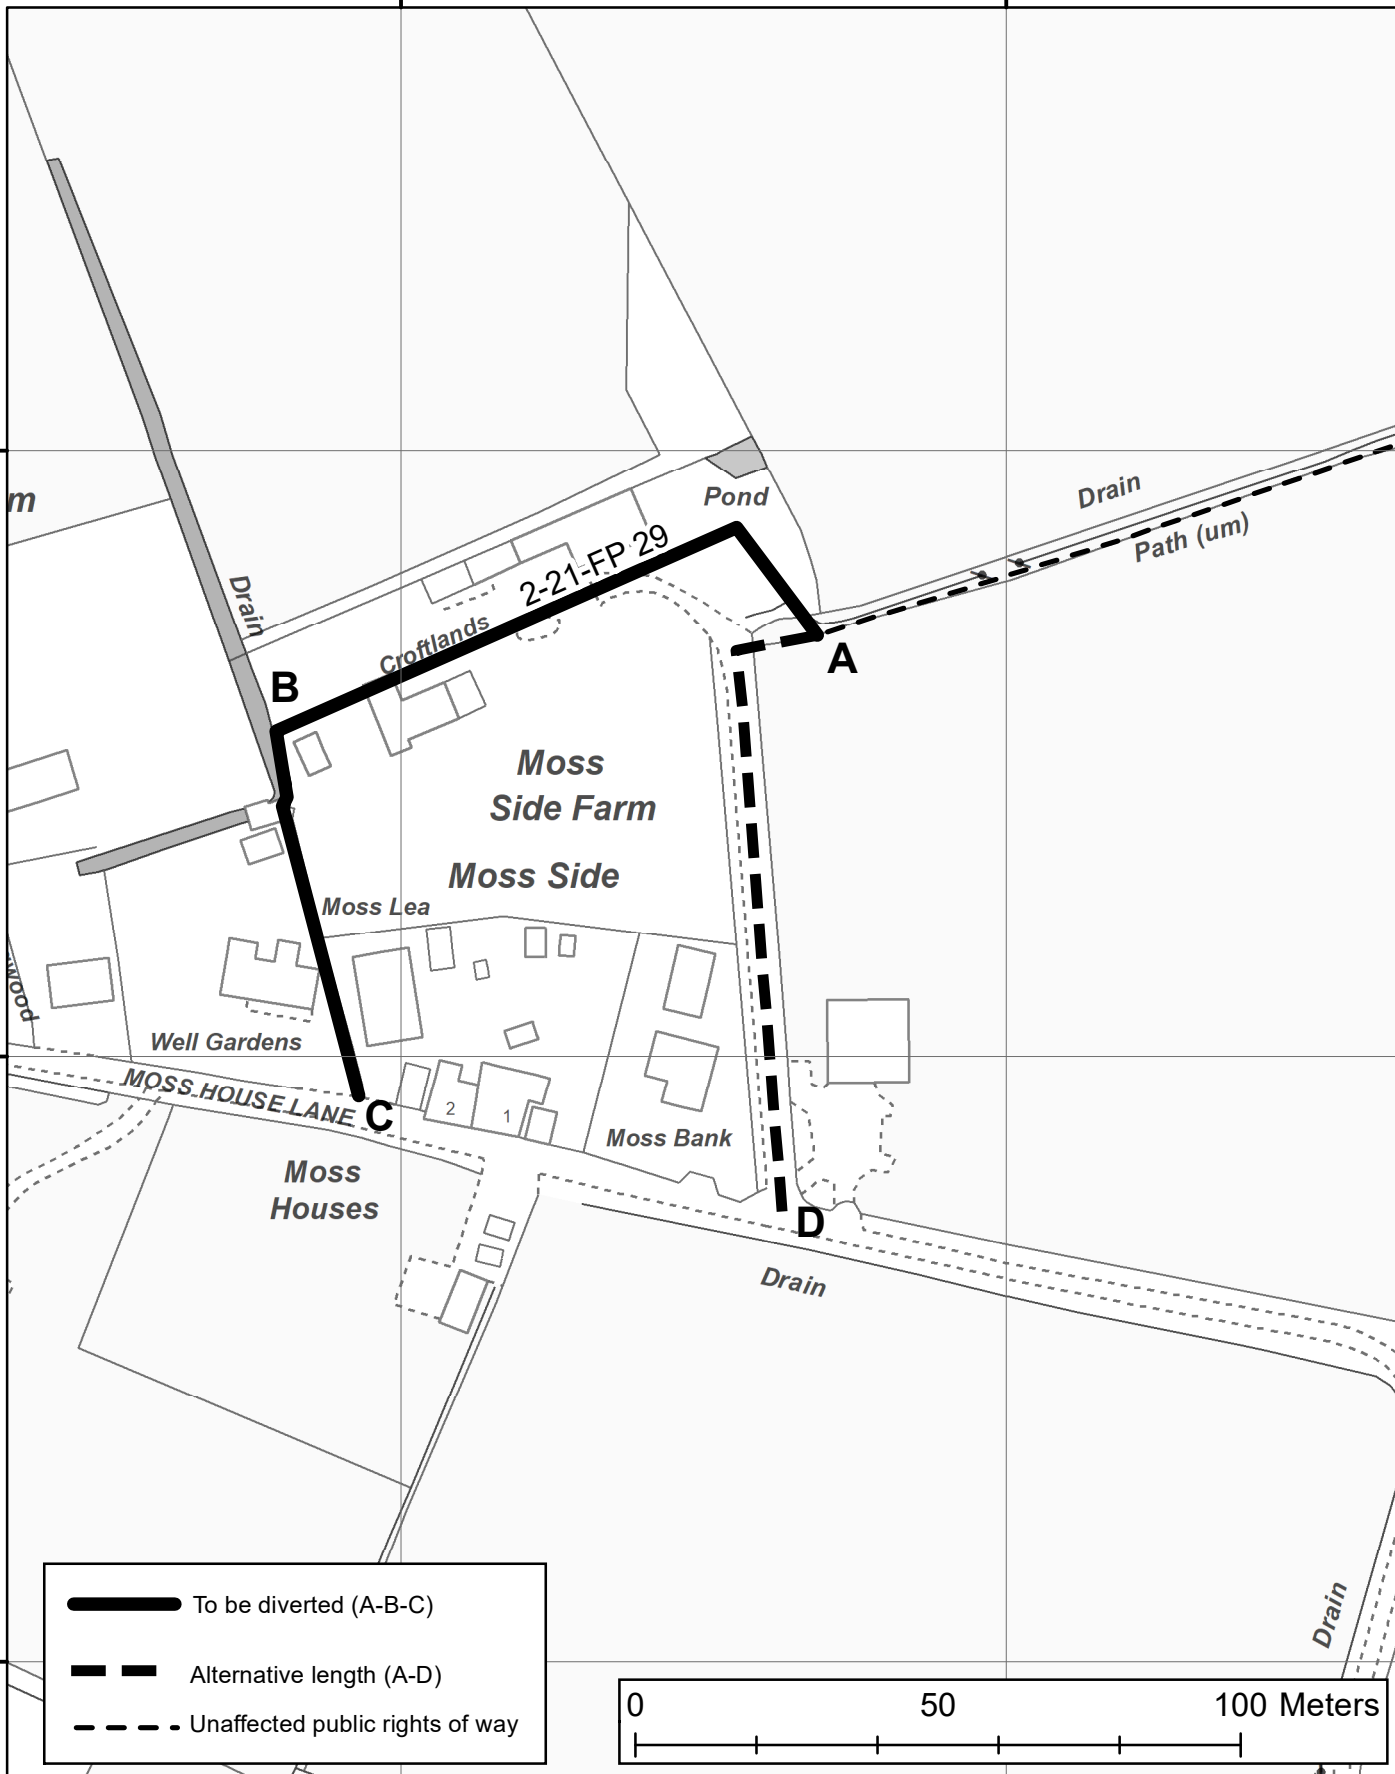 Drain
Pond
m
Path (um)
2-21-FP 29
Drain
Croftlands
A
B
Moss
Side Farm
Moss Side
Moss Lea
wood
Well Gardens
MOSS HOUSE LANE
C
2
1
Moss Bank
Moss
Houses
D
Drain
To be diverted (A-B-C)
Alternative length (A-D)
Unaffected public rights of way
Drain
0 50 100 Meters